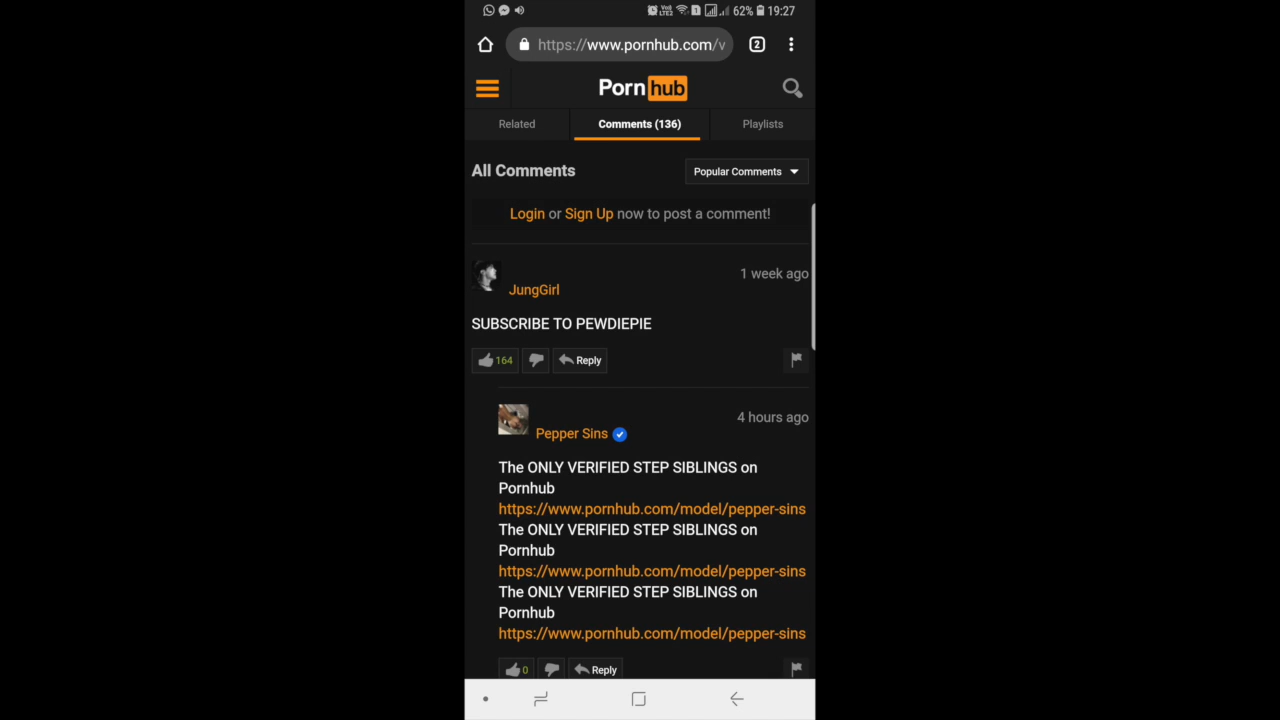 62% 19:27
https://www.pornhub.com/v
2
Porn hub
Related Comments (136) Playlists
All Comments Popular Comments
Login or Sign Up now to post a comment!
1 week ago
JungGirl
SUBSCRIBE TO PEWDIEPIE
164 Reply
4 hours ago
Pepper Sins
The ONLY VERIFIED STEP SIBLINGS on
Pornhub
https://www.pornhub.com/model/pepper-sins
The ONLY VERIFIED STEP SIBLINGS on
Pornhub
https://www.pornhub.com/model/pepper-sins
The ONLY VERIFIED STEP SIBLINGS on
Pornhub
https://www.pornhub.com/model/pepper-sins
0 Reply